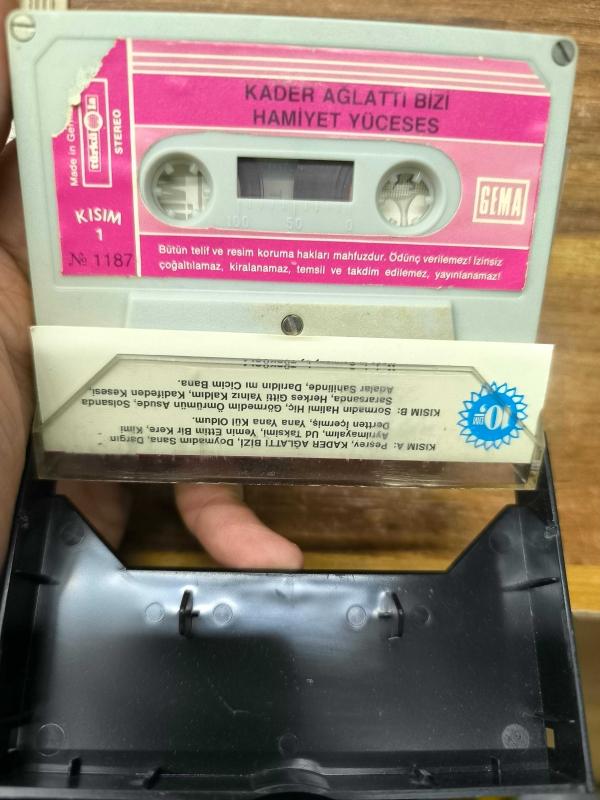 KADER AĞLATTI BİZİ
HAMİYET YÜCESES
Made in Ger
türküola
STEREO
KISIM
1
№ 1187
GEMA
100 50 0
Bütün telif ve resim koruma hakları mahfuzdur. Ödünç verilemez! İzinsiz
çoğaltılamaz, kiralanamaz, temsil ve takdim edilemez, yayınlanamaz!
KISIM A: Peşrev, KADER AĞLATTI BİZİ, Doymadım Sana, Dargın
Ayrılmayalım, Ud Taksimi, Yemin Ettim Bir Kere, Kimi
Dertten İçermiş, Yana Yana Kül Oldum.
KISIM B: Sormadın Halimi Hiç, Görmedim Ömrümün Asude, Solsanda
Sararsanda, Herkes Gitti Yalnız Kaldım, Kadifeden Kesesi,
Adalar Sahilinde, Darıldın mı Cicim Bana.
10.